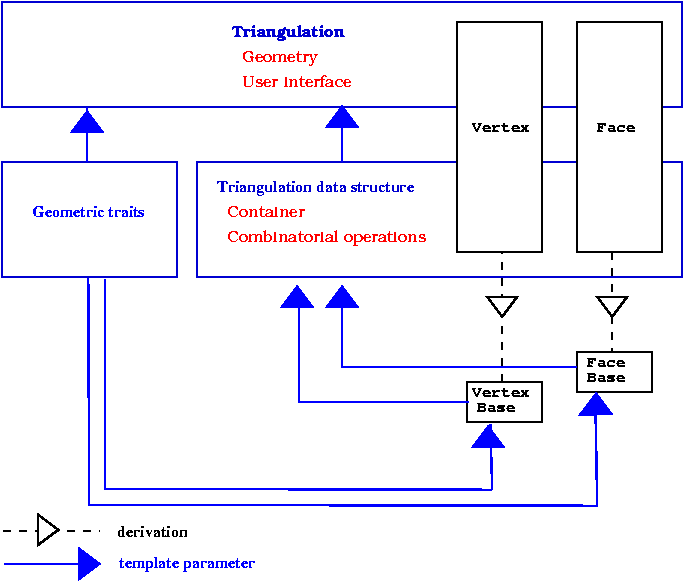 Triangulation
Geometry
User interface
Vertex
Face
Geometric traits
Triangulation data structure
Container
Combinatorial operations
Face
Base
Vertex
Base
derivation
template parameter